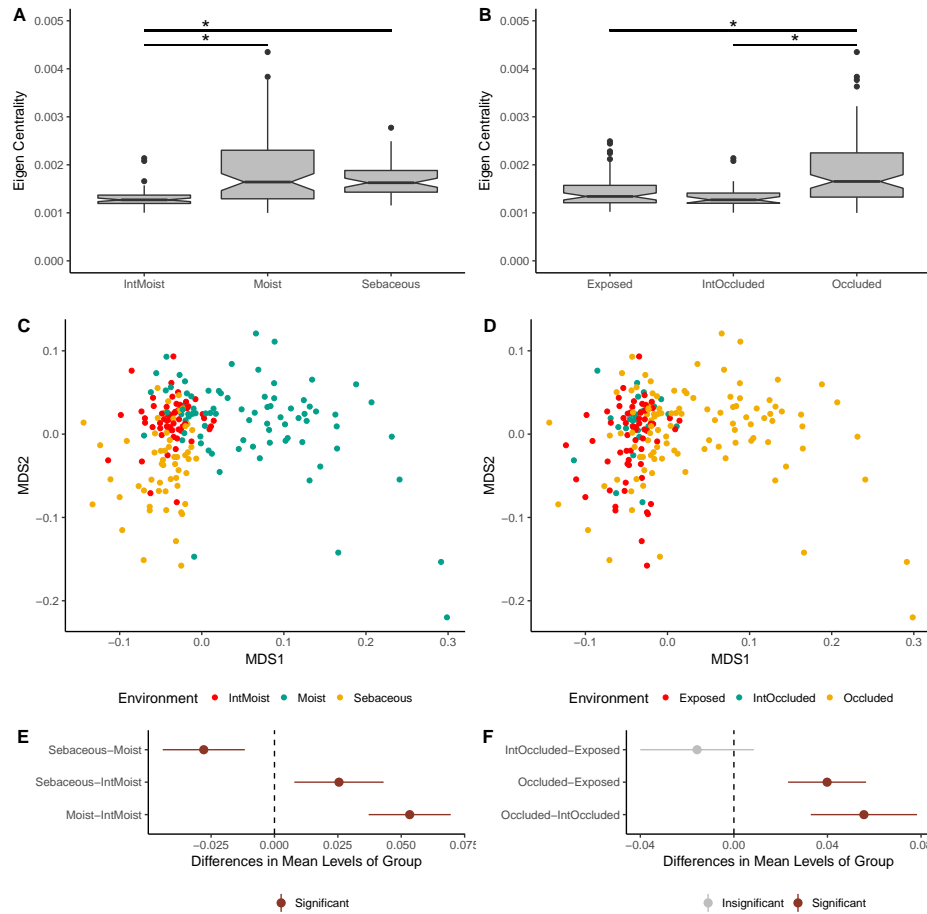 A
B
Eigen Centrality
0.005
0.004
0.003
0.002
0.001
0.000
*
*
IntMoist Moist Sebaceous
Eigen Centrality
0.005
0.004
0.003
0.002
0.001
0.000
*
*
Exposed IntOccluded Occluded
C
MDS2
0.1
0.0
−0.1
−0.2
−0.1 0.0 0.1 0.2 0.3
MDS1
Environment IntMoist Moist Sebaceous
D
MDS2
0.1
0.0
−0.1
−0.2
−0.1 0.0 0.1 0.2 0.3
MDS1
Environment Exposed IntOccluded Occluded
E
Sebaceous−Moist
Sebaceous−IntMoist
Moist−IntMoist
−0.025 0.000 0.025 0.050 0.075
Differences in Mean Levels of Group
Significant
F
IntOccluded−Exposed
Occluded−Exposed
Occluded−IntOccluded
−0.04 0.00 0.04
Differences in Mean Levels of Group
Insignificant Significant